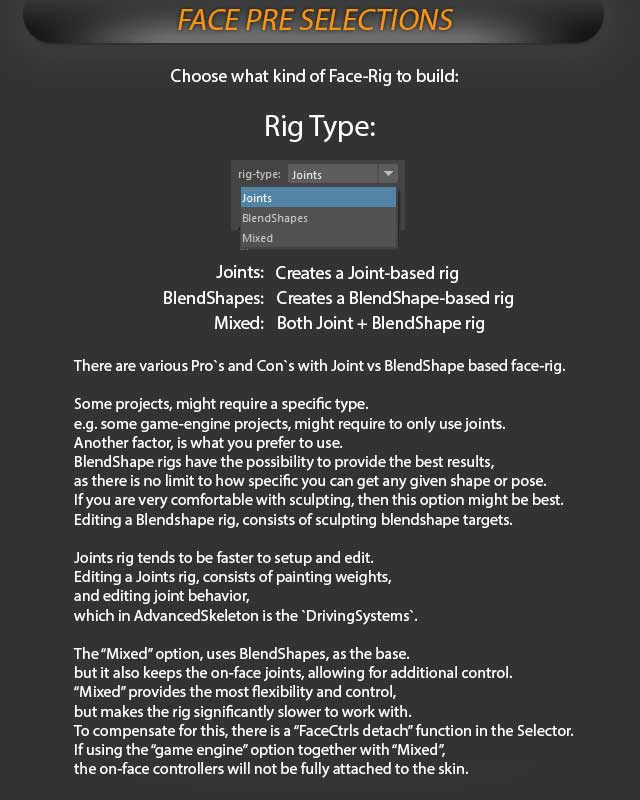 FACE PRE SELECTIONS
Choose what kind of Face-Rig to build:
Rig Type:
rig-type: Joints
Joints
BlendShapes
Mixed
Joints: Creates a Joint-based rig
BlendShapes: Creates a BlendShape-based rig
Mixed: Both Joint + BlendShape rig
There are various Pro`s and Con`s with Joint vs BlendShape based face-rig.
Some projects, might require a specific type.
e.g. some game-engine projects, might require to only use joints.
Another factor, is what you prefer to use.
BlendShape rigs have the possibility to provide the best results,
as there is no limit to how specific you can get any given shape or pose.
If you are very comfortable with sculpting, then this option might be best.
Editing a Blendshape rig, consists of sculpting blendshape targets.
Joints rig tends to be faster to setup and edit.
Editing a Joints rig, consists of painting weights,
and editing joint behavior,
which in AdvancedSkeleton is the `DrivingSystems`.
The “Mixed” option, uses BlendShapes, as the base.
but it also keeps the on-face joints, allowing for additional control.
“Mixed” provides the most flexibility and control,
but makes the rig significantly slower to work with.
To compensate for this, there is a “FaceCtrls detach” function in the Selector.
If using the “game engine” option together with “Mixed”,
the on-face controllers will not be fully attached to the skin.